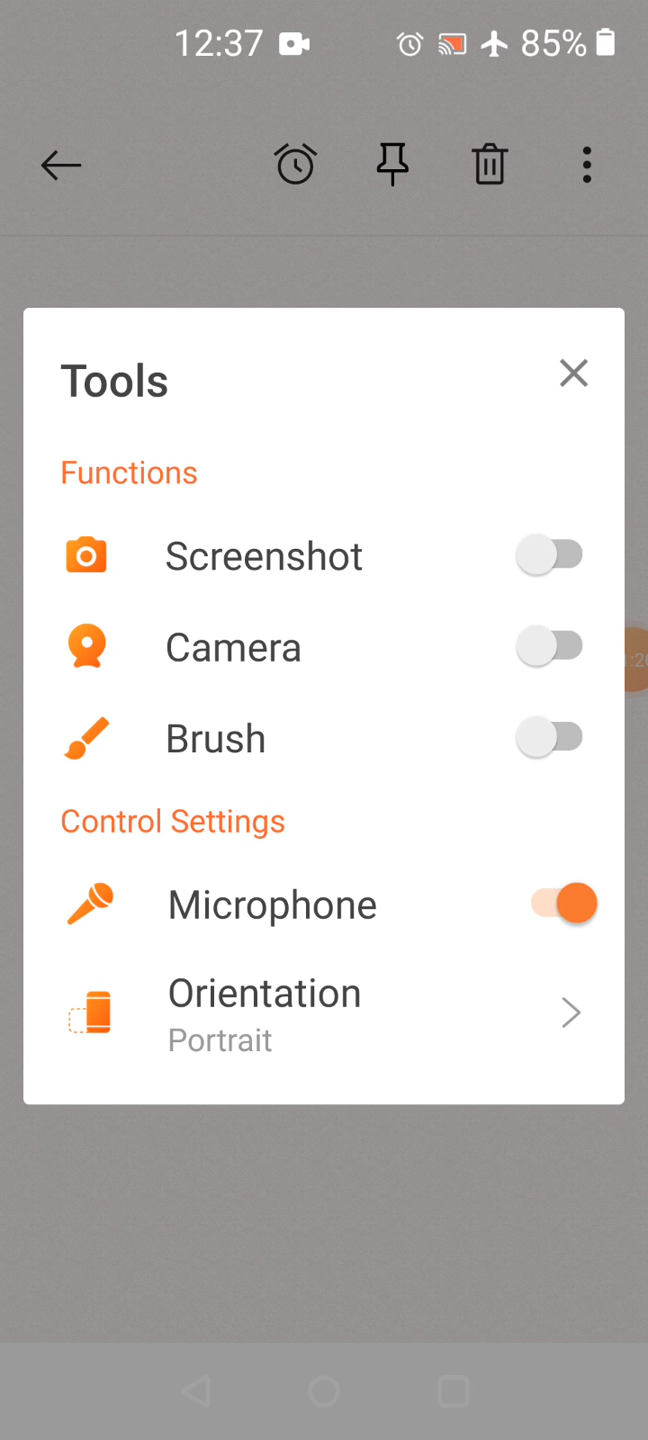 12:37 85%
Tools
Functions
Screenshot
Camera
Brush
Control Settings
Microphone
Orientation
Portrait